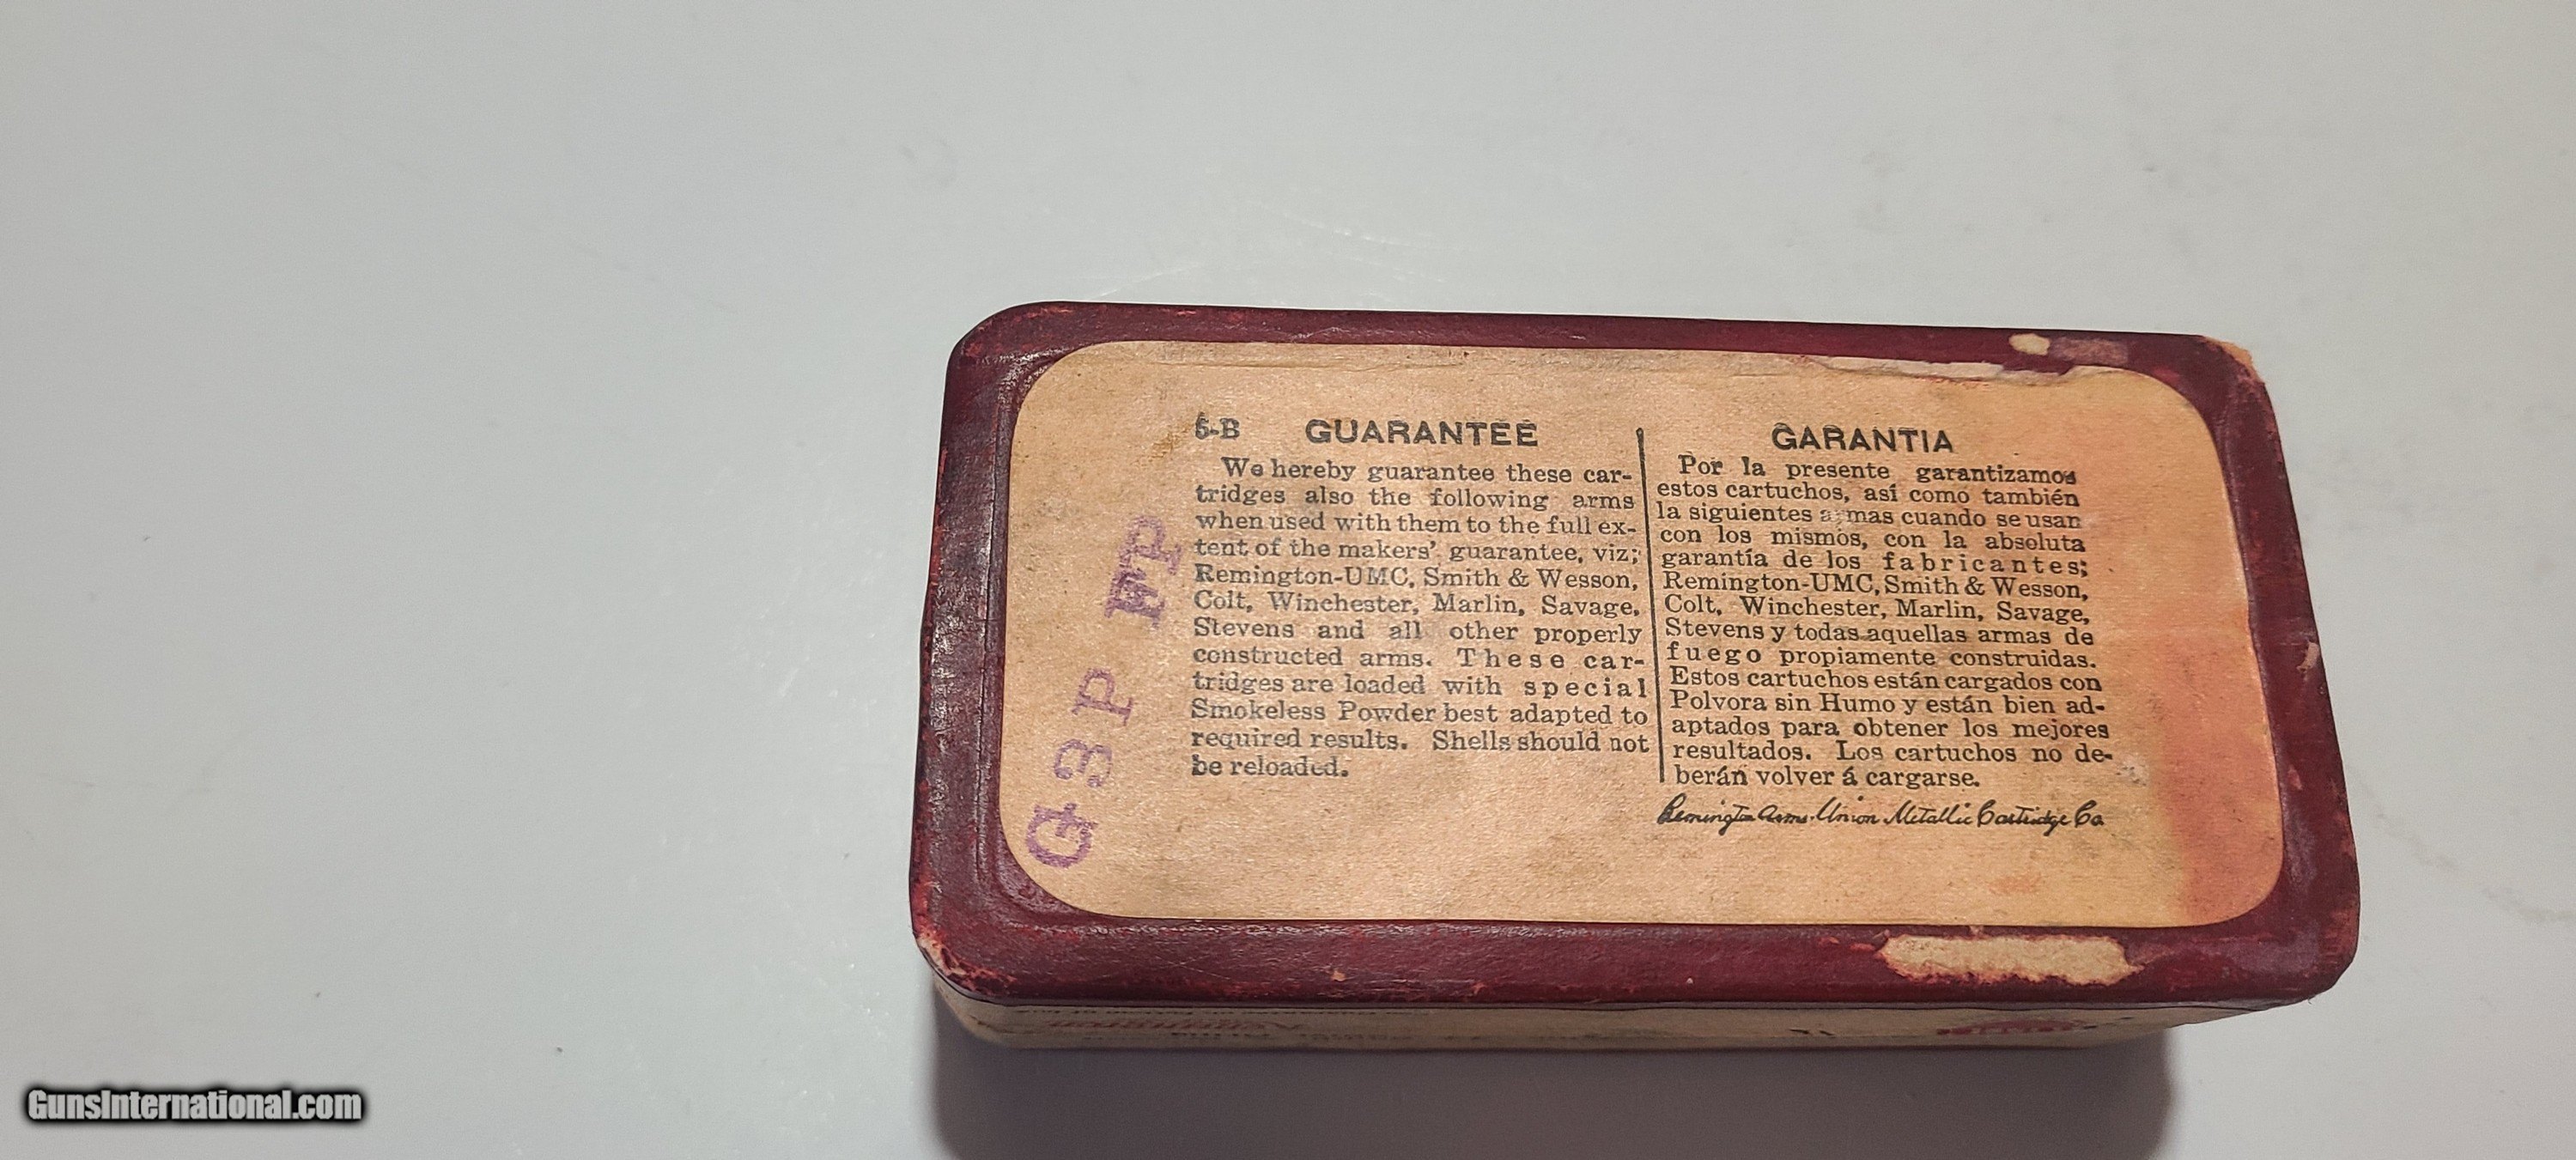 5-B GUARANTEE
We hereby guarantee these car-
tridges also the following arms
when used with them to the full ex-
tent of the makers' guarantee, viz;
Remington-UMC, Smith & Wesson,
Colt, Winchester, Marlin, Savage,
Stevens and all other properly
constructed arms. These car-
tridges are loaded with special
Smokeless Powder best adapted to
required results. Shells should not
be reloaded.
GARANTIA
Por la presente garantizamos
estos cartuchos, así como también
la siguientes armas cuando se usan
con los mismos, con la absoluta
garantía de los fabricantes;
Remington-UMC, Smith & Wesson,
Colt, Winchester, Marlin, Savage,
Stevens y todas aquellas armas de
fuego propiamente construidas.
Estos cartuchos están cargados con
Polvora sin Humo y están bien ad-
aptados para obtener los mejores
resultados. Los cartuchos no de-
berán volver á cargarse.
Remington Arms-Union Metallic Cartridge Co
GunsInternational.com